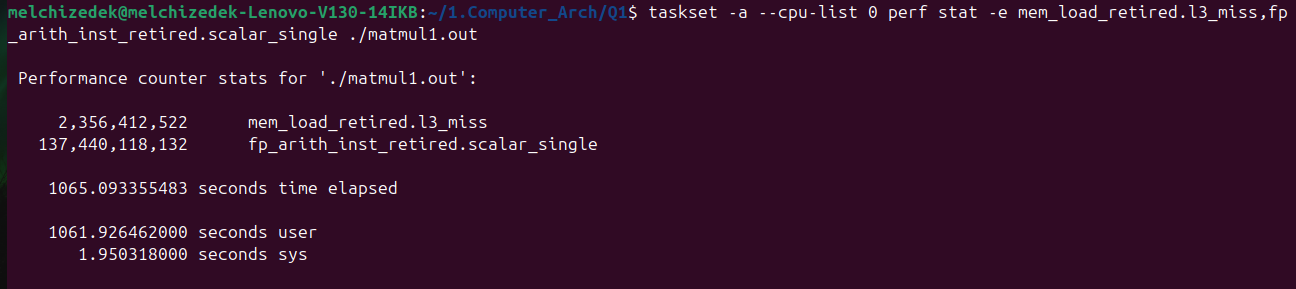 melchizedek@melchizedek-Lenovo-V130-14IKB:~/1.Computer_Arch/Q1$ taskset -a --cpu-list 0 perf stat -e mem_load_retired.l3_miss,fp
_arith_inst_retired.scalar_single ./matmul1.out
Performance counter stats for './matmul1.out':
2,356,412,522 mem_load_retired.l3_miss
137,440,118,132 fp_arith_inst_retired.scalar_single
1065.093355483 seconds time elapsed
1061.926462000 seconds user
1.950318000 seconds sys